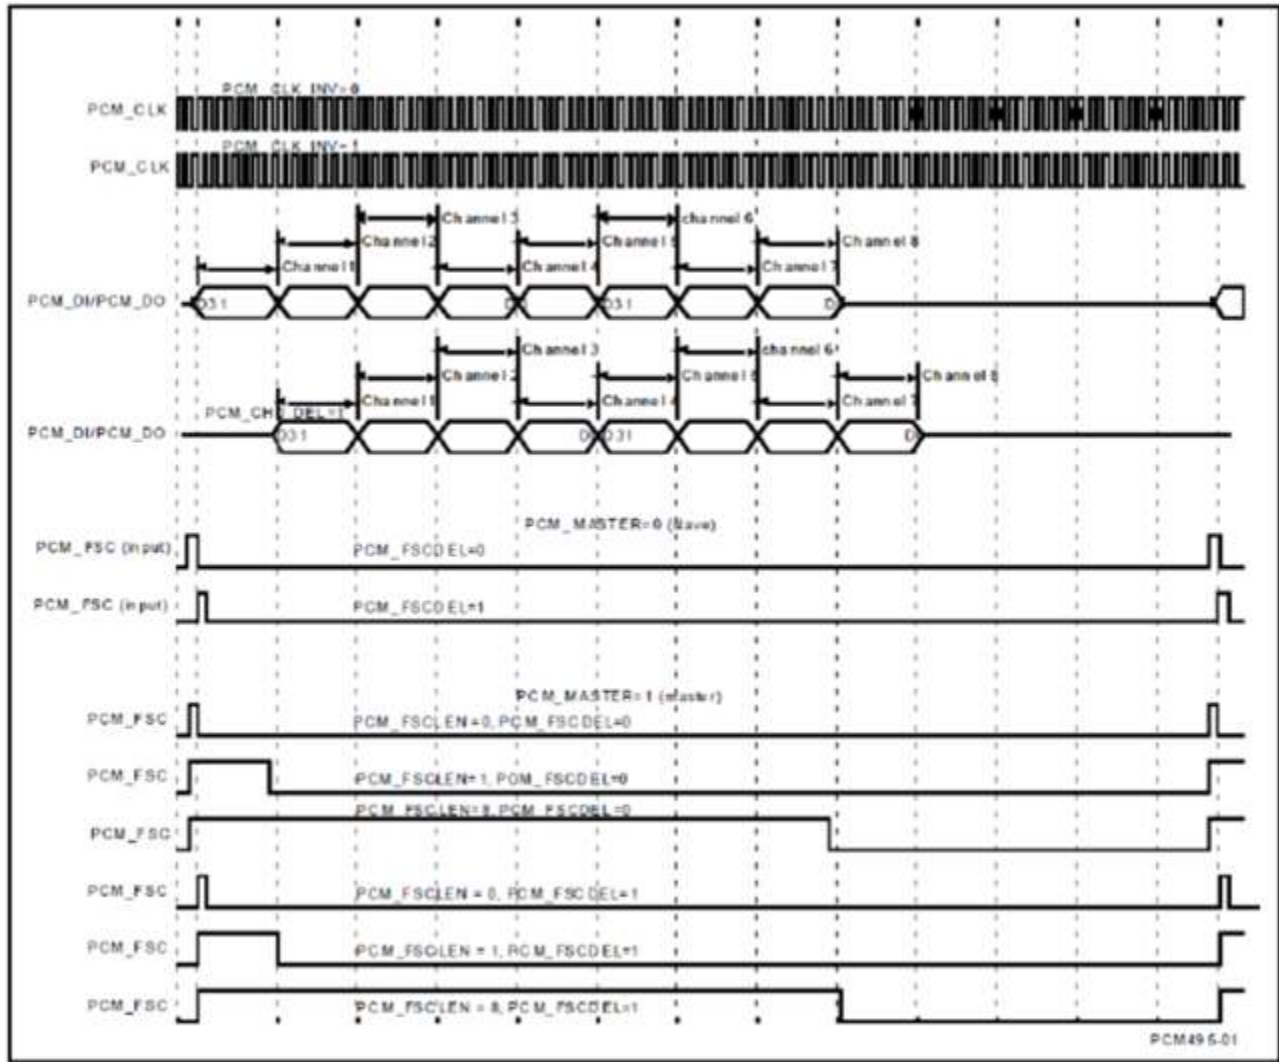 PCM_CLK_INV=0
PCM_CLK
PCM_CLK_INV=1
PCM_CLK
Channel 3
channel 6
Channel 2
Channel 5
Channel 8
Channel 1
Channel 4
Channel 7
PCM_DI/PCM_DO
D31
D31
Channel 3
channel 6
Channel 2
Channel 5
Channel 8
Channel 1
Channel 4
Channel 7
PCM_CH0_DEL=1
PCM_DI/PCM_DO
D31
D31
PCM_MASTER=0 (slave)
PCM_FSC (input)
PCM_FSCDEL=0
PCM_FSC (input)
PCM_FSCDEL=1
PCM_MASTER=1 (master)
PCM_FSC
PCM_FSCLEN=0, PCM_FSCDEL=0
PCM_FSC
PCM_FSCLEN=1, PCM_FSCDEL=0
PCM_FSCLEN=8, PCM_FSCDEL=0
PCM_FSC
PCM_FSC
PCM_FSCLEN = 0, PCM_FSCDEL=1
PCM_FSC
PCM_FSCLEN = 1, PCM_FSCDEL=1
PCM_FSC
PCM_FSCLEN = 8, PCM_FSCDEL=1
PCM495-01